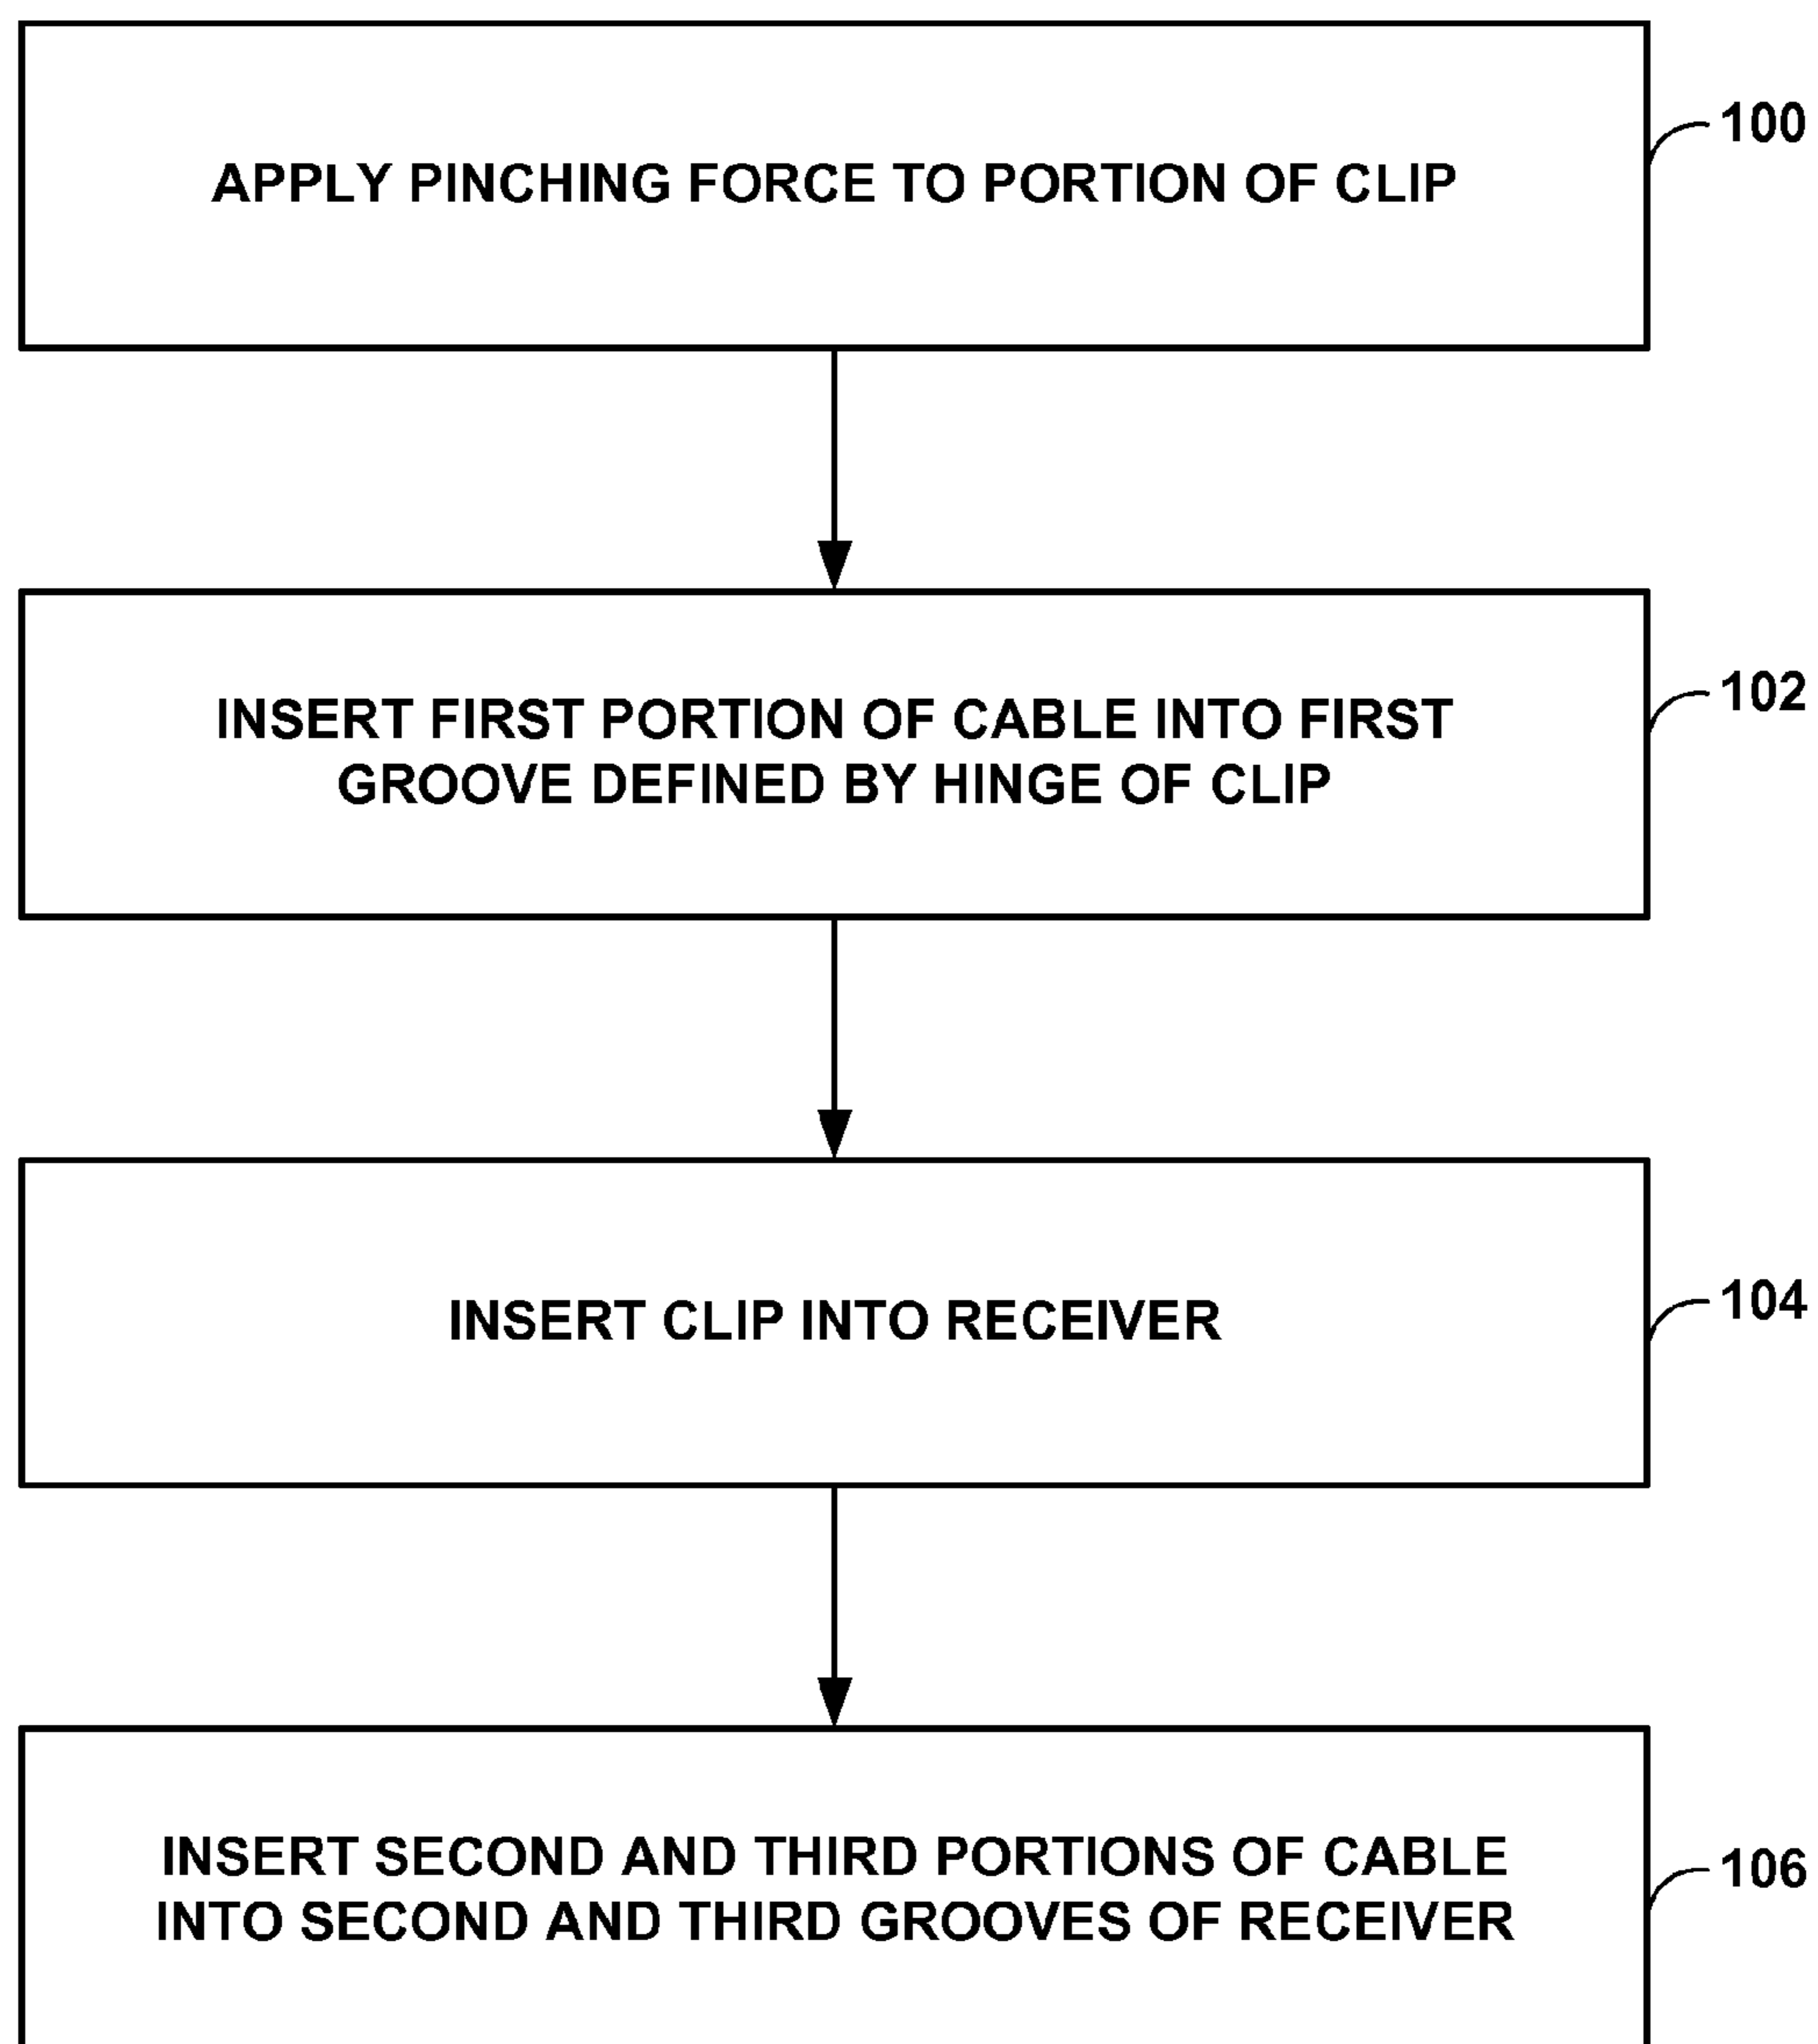 APPLY PINCHING FORCE TO PORTION OF CLIP
100
INSERT FIRST PORTION OF CABLE INTO FIRST
GROOVE DEFINED BY HINGE OF CLIP
102
INSERT CLIP INTO RECEIVER
104
INSERT SECOND AND THIRD PORTIONS OF CABLE
INTO SECOND AND THIRD GROOVES OF RECEIVER
106